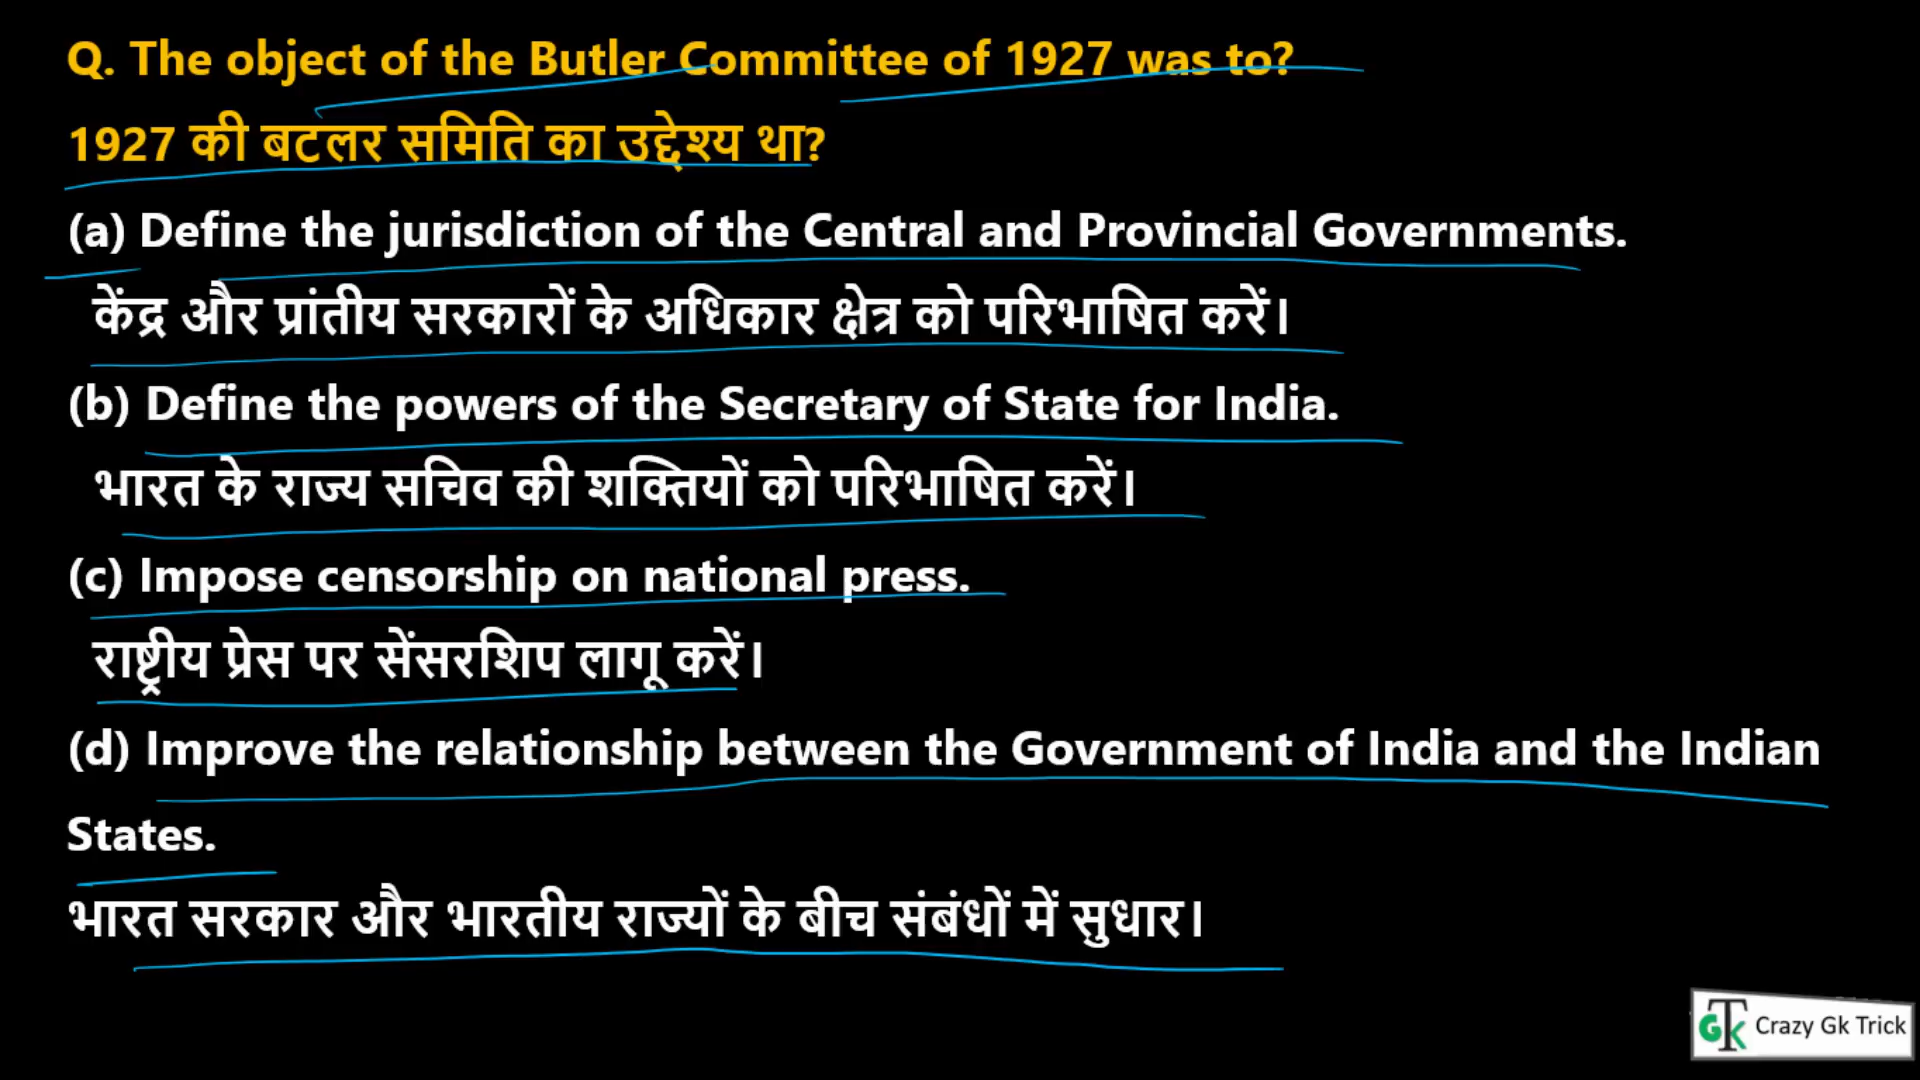 Q. The object of the Butler Committee of 1927 was to?
1927 की बटलर समिति का उद्देश्य था?
(a) Define the jurisdiction of the Central and Provincial Governments.
केंद्र और प्रांतीय सरकारों के अधिकार क्षेत्र को परिभाषित करें।
(b) Define the powers of the Secretary of State for India.
भारत के राज्य सचिव की शक्तियों को परिभाषित करें।
(c) Impose censorship on national press.
राष्ट्रीय प्रेस पर सेंसरशिप लागू करें।
(d) Improve the relationship between the Government of India and the Indian
States.
भारत सरकार और भारतीय राज्यों के बीच संबंधों में सुधार।
GTK Crazy Gk Trick